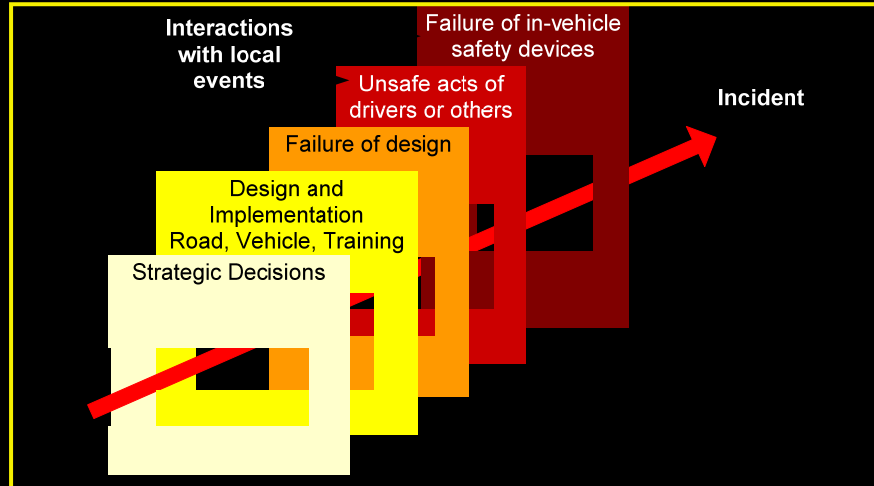 Interactions
with local
events
Failure of in-vehicle
safety devices
Unsafe acts of
drivers or others
Incident
Failure of design
Design and
Implementation
Road, Vehicle, Training
Strategic Decisions